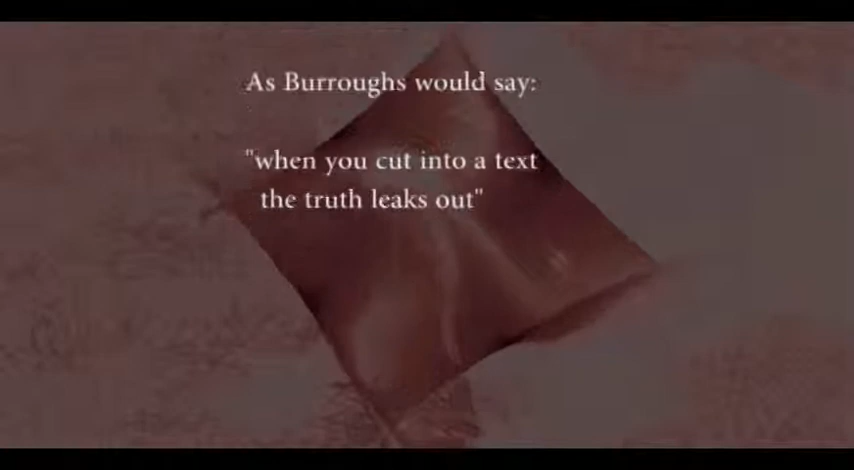 As Burroughs would say:
"when you cut into a text
the truth leaks out"